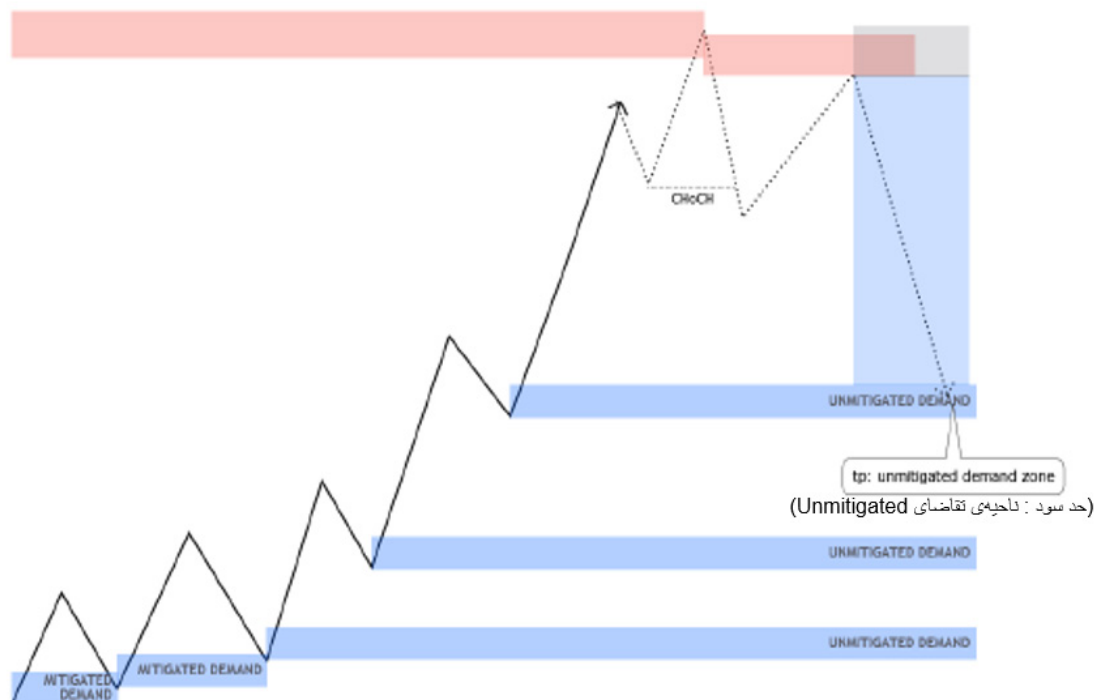 CHoCH
UNMITIGATED DEMAND
tp: unmitigated demand zone
(حد سود : ناحیه‌ی تقاضای Unmitigated)
UNMITIGATED DEMAND
UNMITIGATED DEMAND
MITIGATED DEMAND
MITIGATED
DEMAND